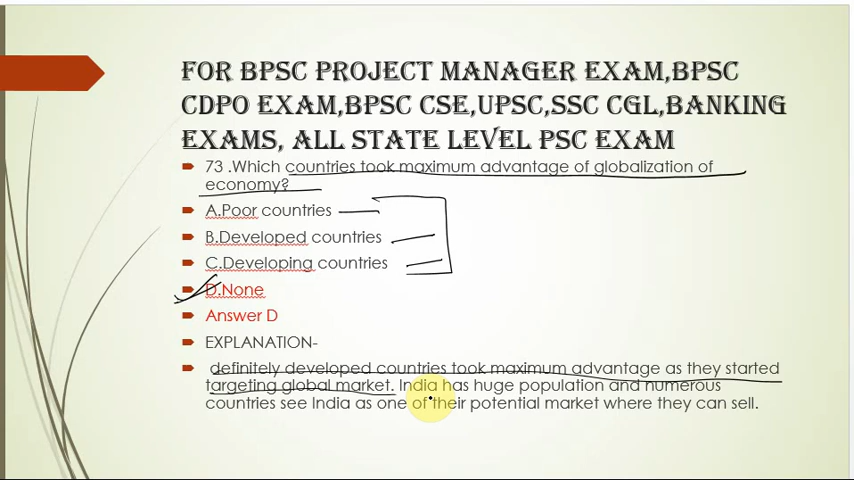 FOR BPSC PROJECT MANAGER EXAM,BPSC
CDPO EXAM,BPSC CSE,UPSC,SSC CGL,BANKING
EXAMS, ALL STATE LEVEL PSC EXAM
73 .Which countries took maximum advantage of globalization of
economy?
A.Poor countries
B.Developed countries
C.Developing countries
D.None
Answer D
EXPLANATION-
definitely developed countries took maximum advantage as they started
targeting global market. India has huge population and numerous
countries see India as one of their potential market where they can sell.